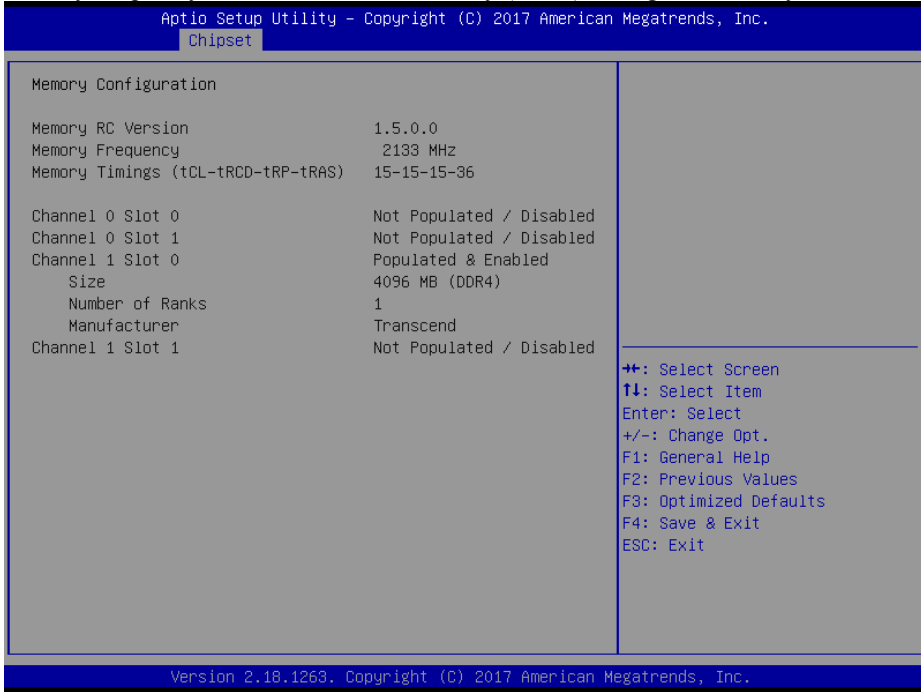 Aptio Setup Utility – Copyright (C) 2017 American Megatrends, Inc.
Chipset
Memory Configuration
Memory RC Version 1.5.0.0
Memory Frequency 2133 MHz
Memory Timings (tCL-tRCD-tRP-tRAS) 15-15-15-36
Channel 0 Slot 0 Not Populated / Disabled
Channel 0 Slot 1 Not Populated / Disabled
Channel 1 Slot 0 Populated & Enabled
Size 4096 MB (DDR4)
Number of Ranks 1
Manufacturer Transcend
Channel 1 Slot 1 Not Populated / Disabled
→←: Select Screen
↑↓: Select Item
Enter: Select
+/-: Change Opt.
F1: General Help
F2: Previous Values
F3: Optimized Defaults
F4: Save & Exit
ESC: Exit
Version 2.18.1263. Copyright (C) 2017 American Megatrends, Inc.